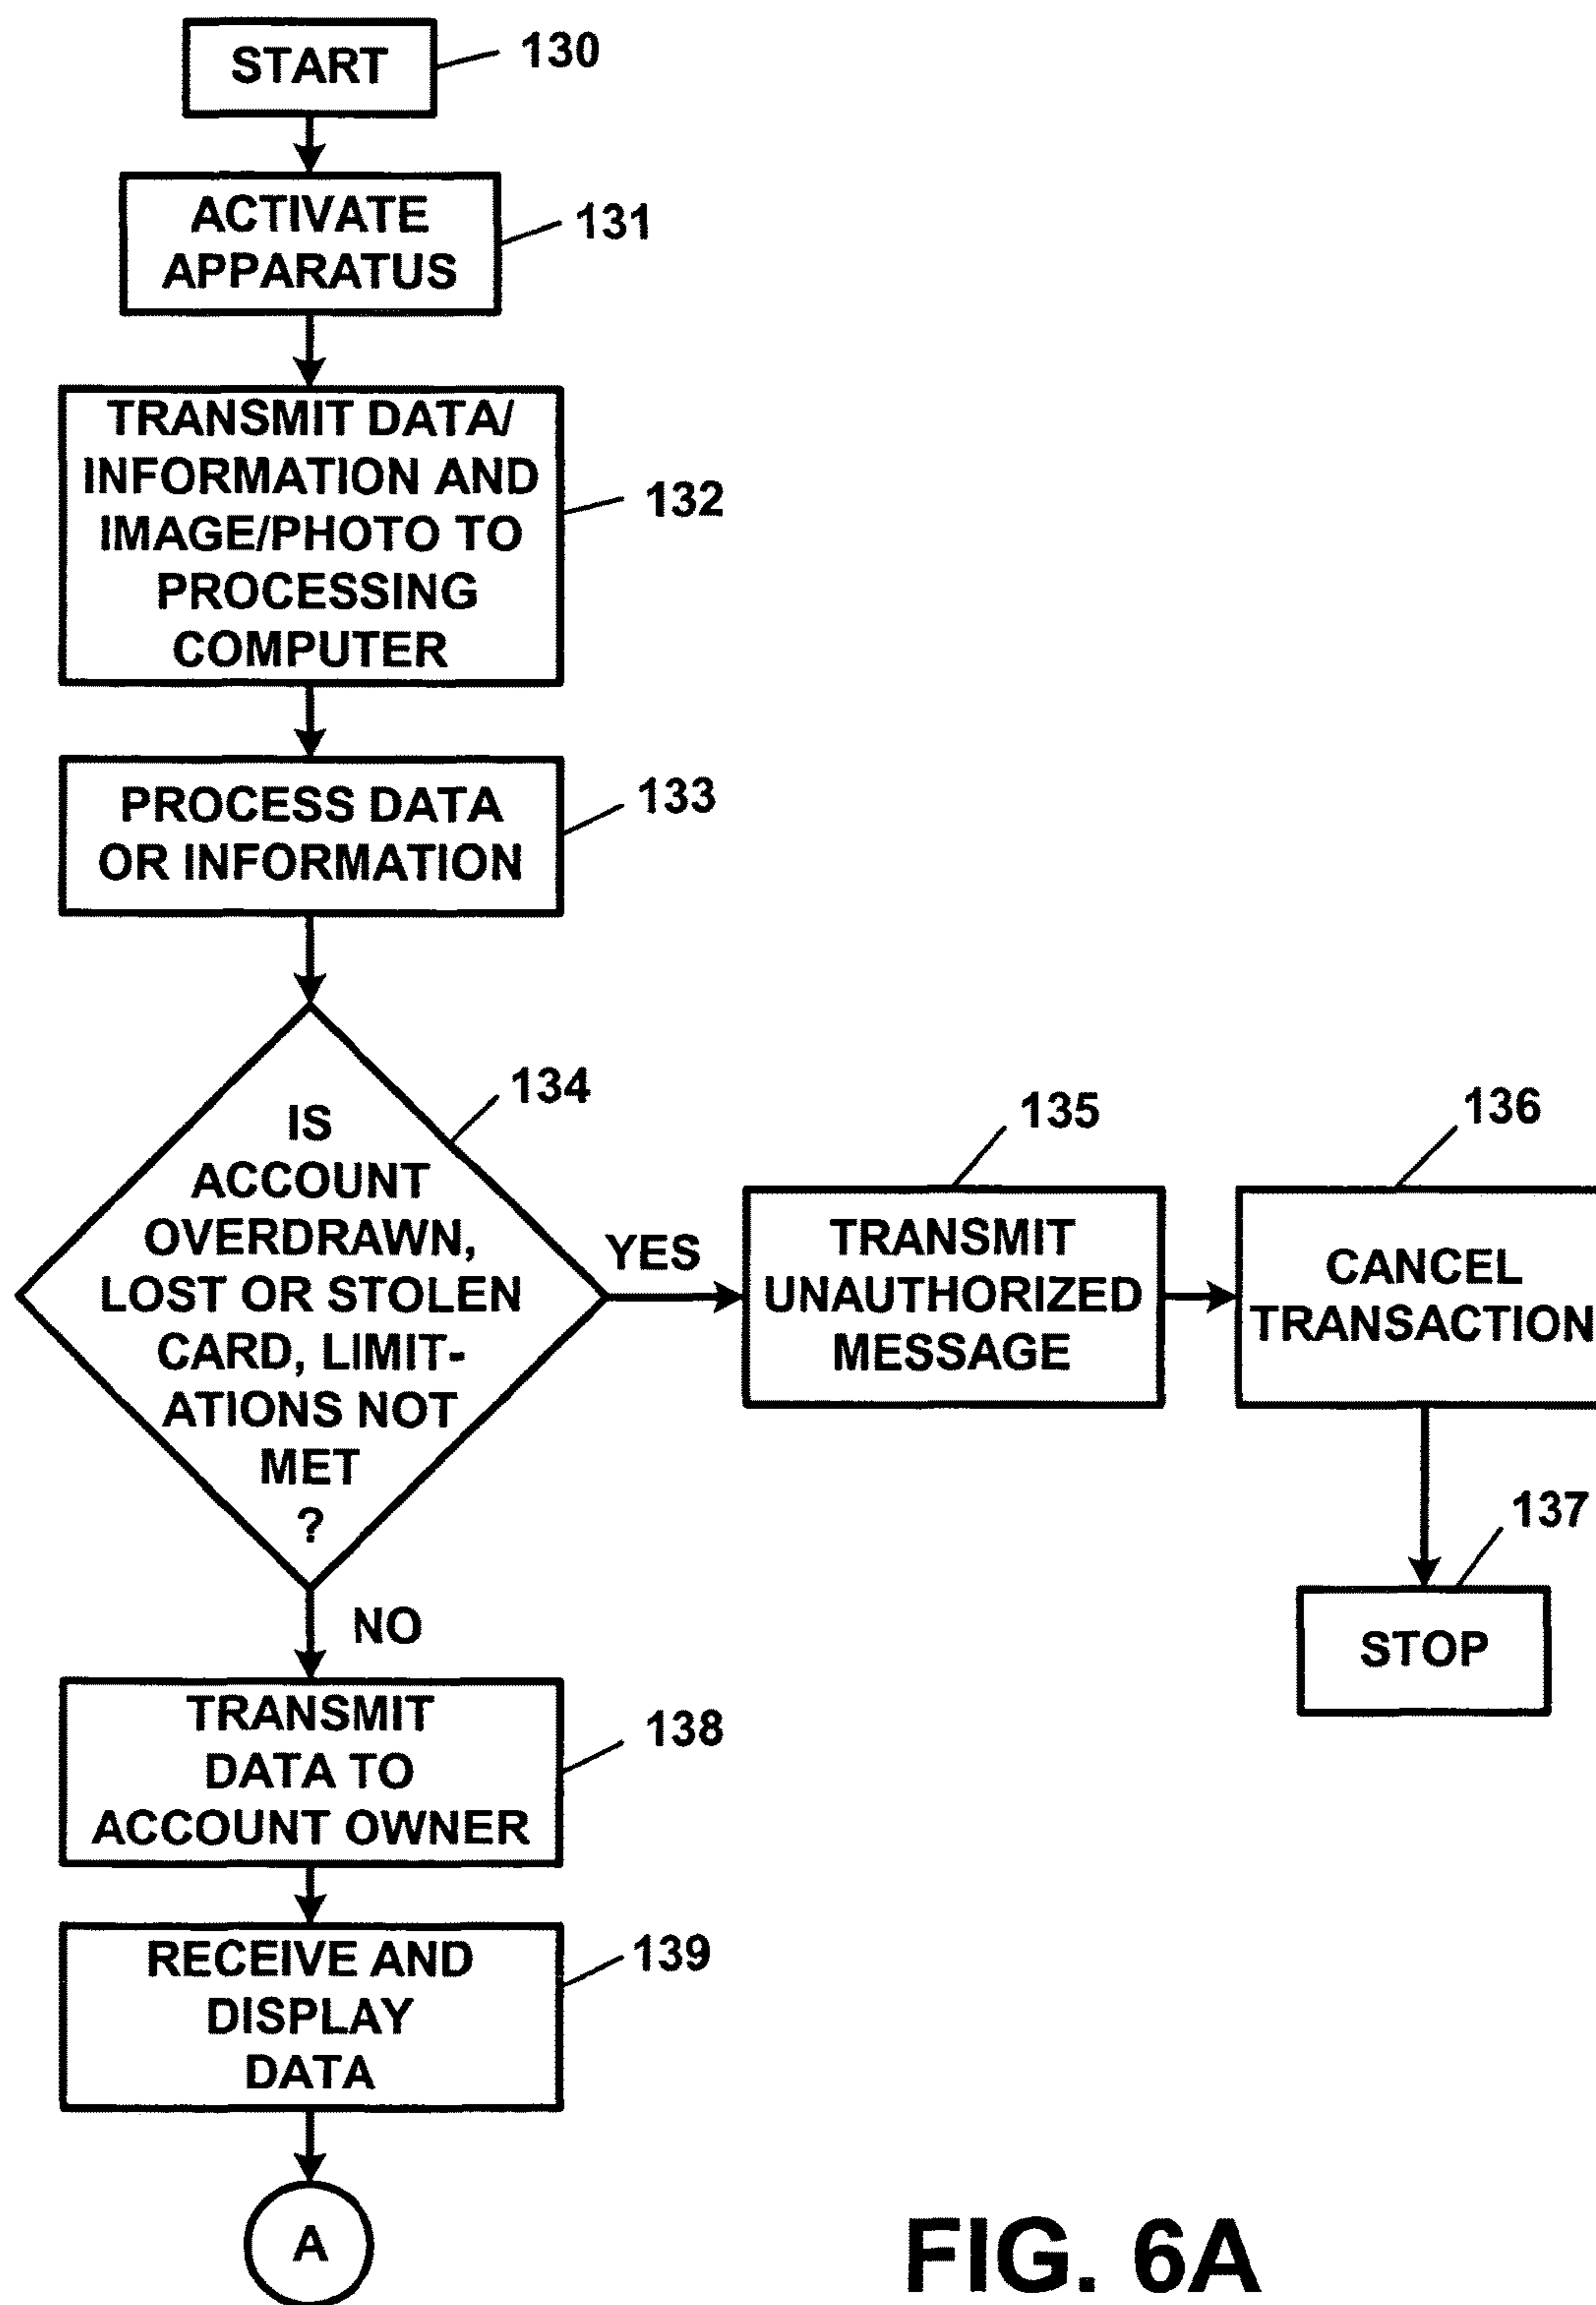 START
130
ACTIVATE
APPARATUS
131
TRANSMIT DATA/
INFORMATION AND
IMAGE/PHOTO TO
PROCESSING
COMPUTER
132
PROCESS DATA
OR INFORMATION
133
IS
ACCOUNT
OVERDRAWN,
LOST OR STOLEN
CARD, LIMIT-
ATIONS NOT
MET
?
134
YES
TRANSMIT
UNAUTHORIZED
MESSAGE
135
CANCEL
TRANSACTION
136
STOP
137
NO
TRANSMIT
DATA TO
ACCOUNT OWNER
138
RECEIVE AND
DISPLAY
DATA
139
A
FIG. 6A